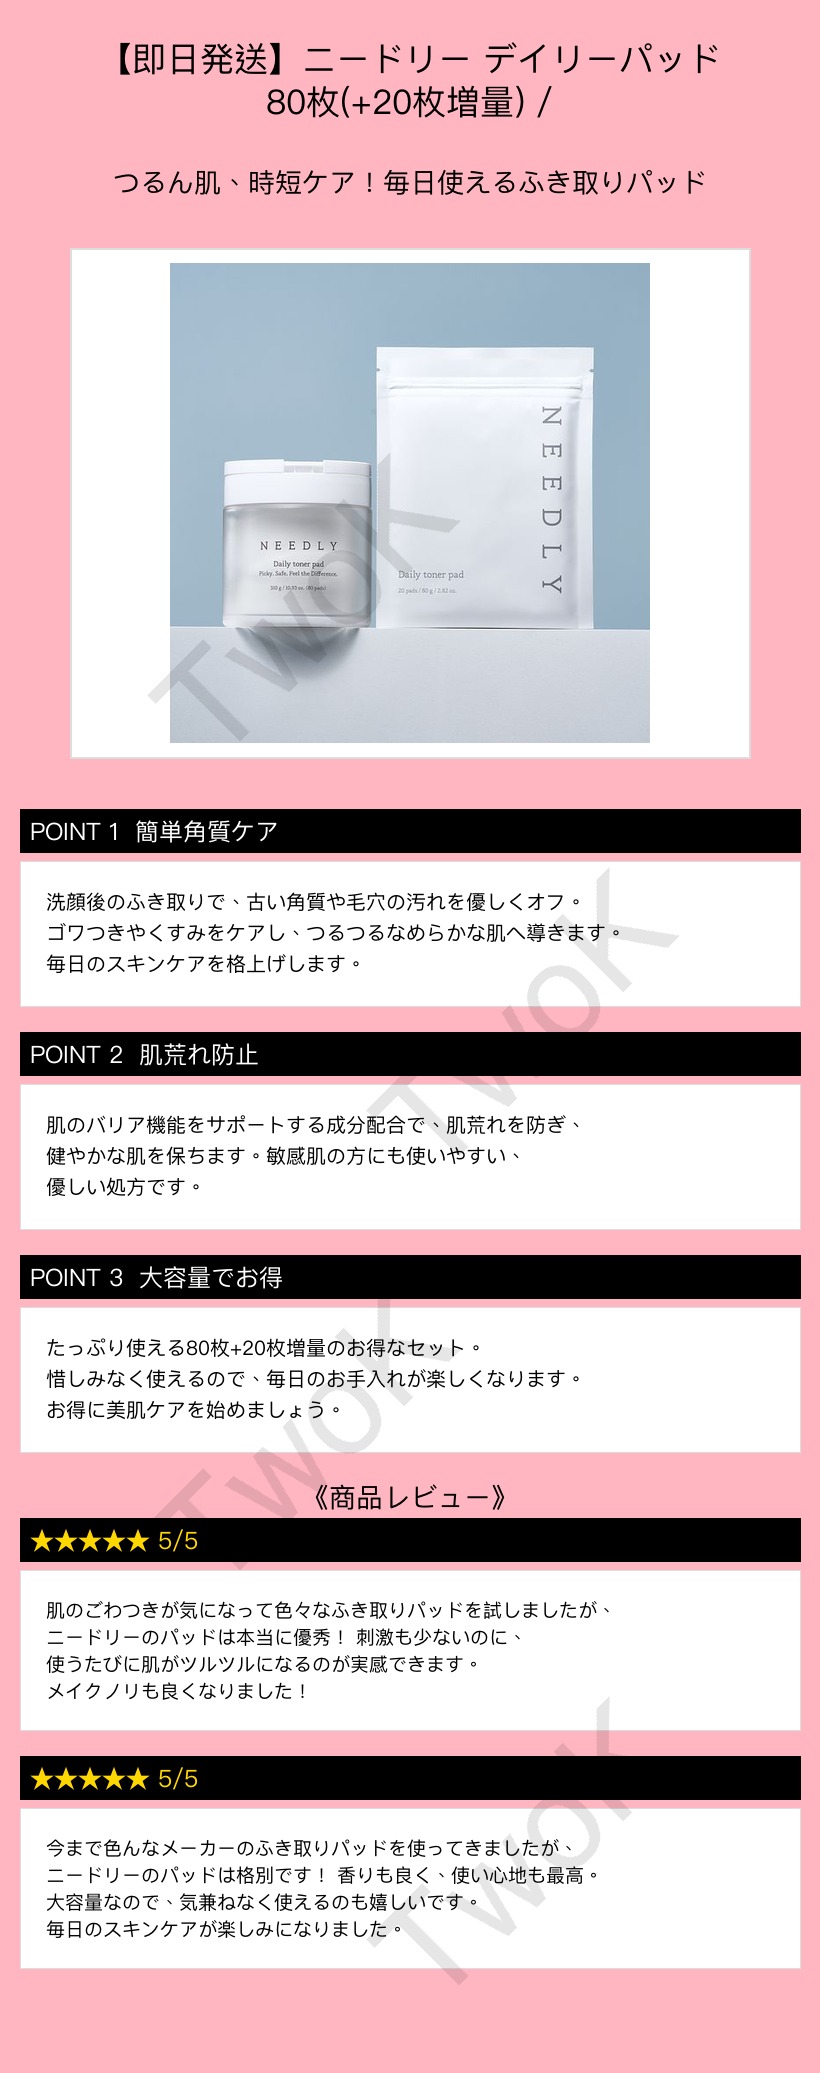 【即日発送】ニードリー デイリーパッド
80枚(+20枚増量) /
つるん肌、時短ケア！毎日使えるふき取りパッド
NEEDLY
Daily toner pad
Picky. Safe. Feel the Difference.
310 g / 10.93 oz. (80 pads)
NEEDLY
Daily toner pad
20 pads / 80 g / 2.82 oz.
TwoK
POINT 1 簡単角質ケア
洗顔後のふき取りで、古い角質や毛穴の汚れを優しくオフ。
ゴワつきやくすみをケアし、つるつるなめらかな肌へ導きます。
毎日のスキンケアを格上げします。
TwoK
POINT 2 肌荒れ防止
肌のバリア機能をサポートする成分配合で、肌荒れを防ぎ、
健やかな肌を保ちます。敏感肌の方にも使いやすい、
優しい処方です。
POINT 3 大容量でお得
たっぷり使える80枚+20枚増量のお得なセット。
惜しみなく使えるので、毎日のお手入れが楽しくなります。
お得に美肌ケアを始めましょう。
TwoK
《商品レビュー》
★★★★★ 5/5
肌のごわつきが気になって色々なふき取りパッドを試しましたが、
ニードリーのパッドは本当に優秀！ 刺激も少ないのに、
使うたびに肌がツルツルになるのが実感できます。
メイクノリも良くなりました！
★★★★★ 5/5
今まで色んなメーカーのふき取りパッドを使ってきましたが、
ニードリーのパッドは格別です！ 香りも良く、使い心地も最高。
大容量なので、気兼ねなく使えるのも嬉しいです。
毎日のスキンケアが楽しみになりました。
TwoK